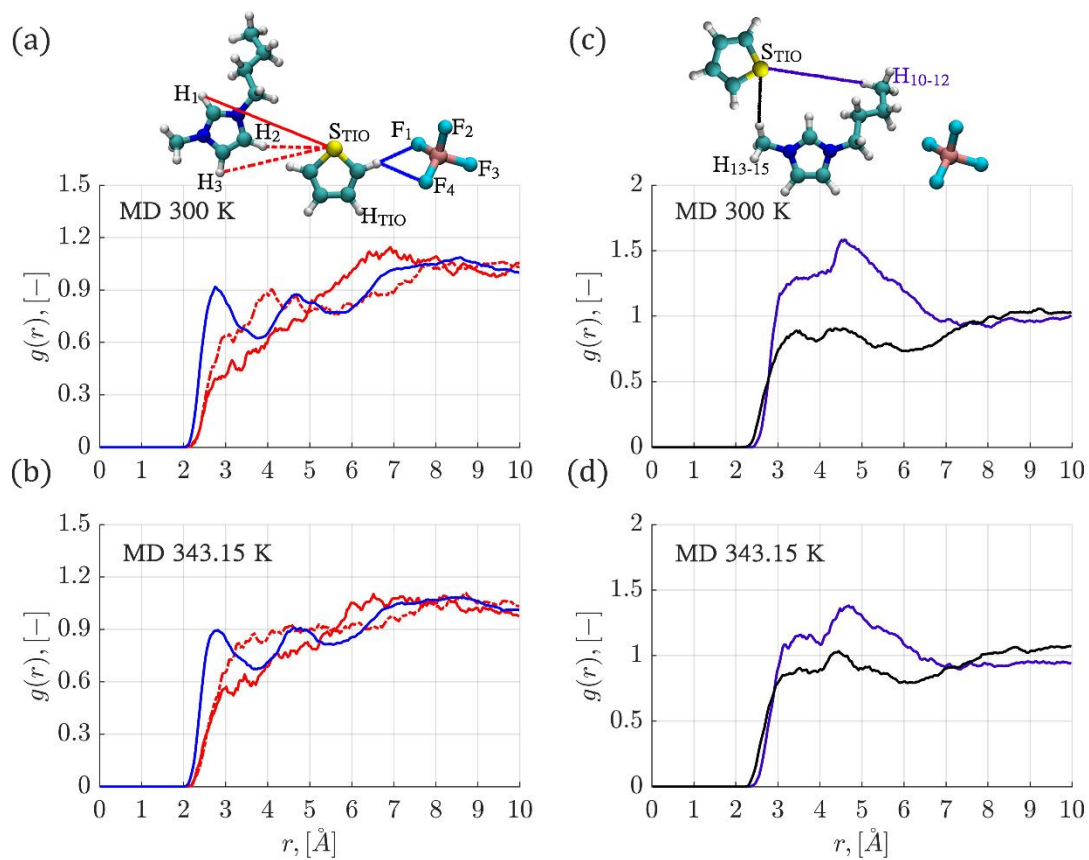 (a)
H1
H2
H3
STIO
F1
F2
F3
F4
HTIO
MD 300 K
g(r), [−]
1.5
1.2
0.9
0.6
0.3
0
0 1 2 3 4 5 6 7 8 9 10
(b)
MD 343.15 K
g(r), [−]
1.5
1.2
0.9
0.6
0.3
0
0 1 2 3 4 5 6 7 8 9 10
r, [Å]
(c)
STIO
H10-12
H13-15
MD 300 K
g(r), [−]
2
1.5
1
0.5
0
0 1 2 3 4 5 6 7 8 9 10
(d)
MD 343.15 K
g(r), [−]
2
1.5
1
0.5
0
0 1 2 3 4 5 6 7 8 9 10
r, [Å]